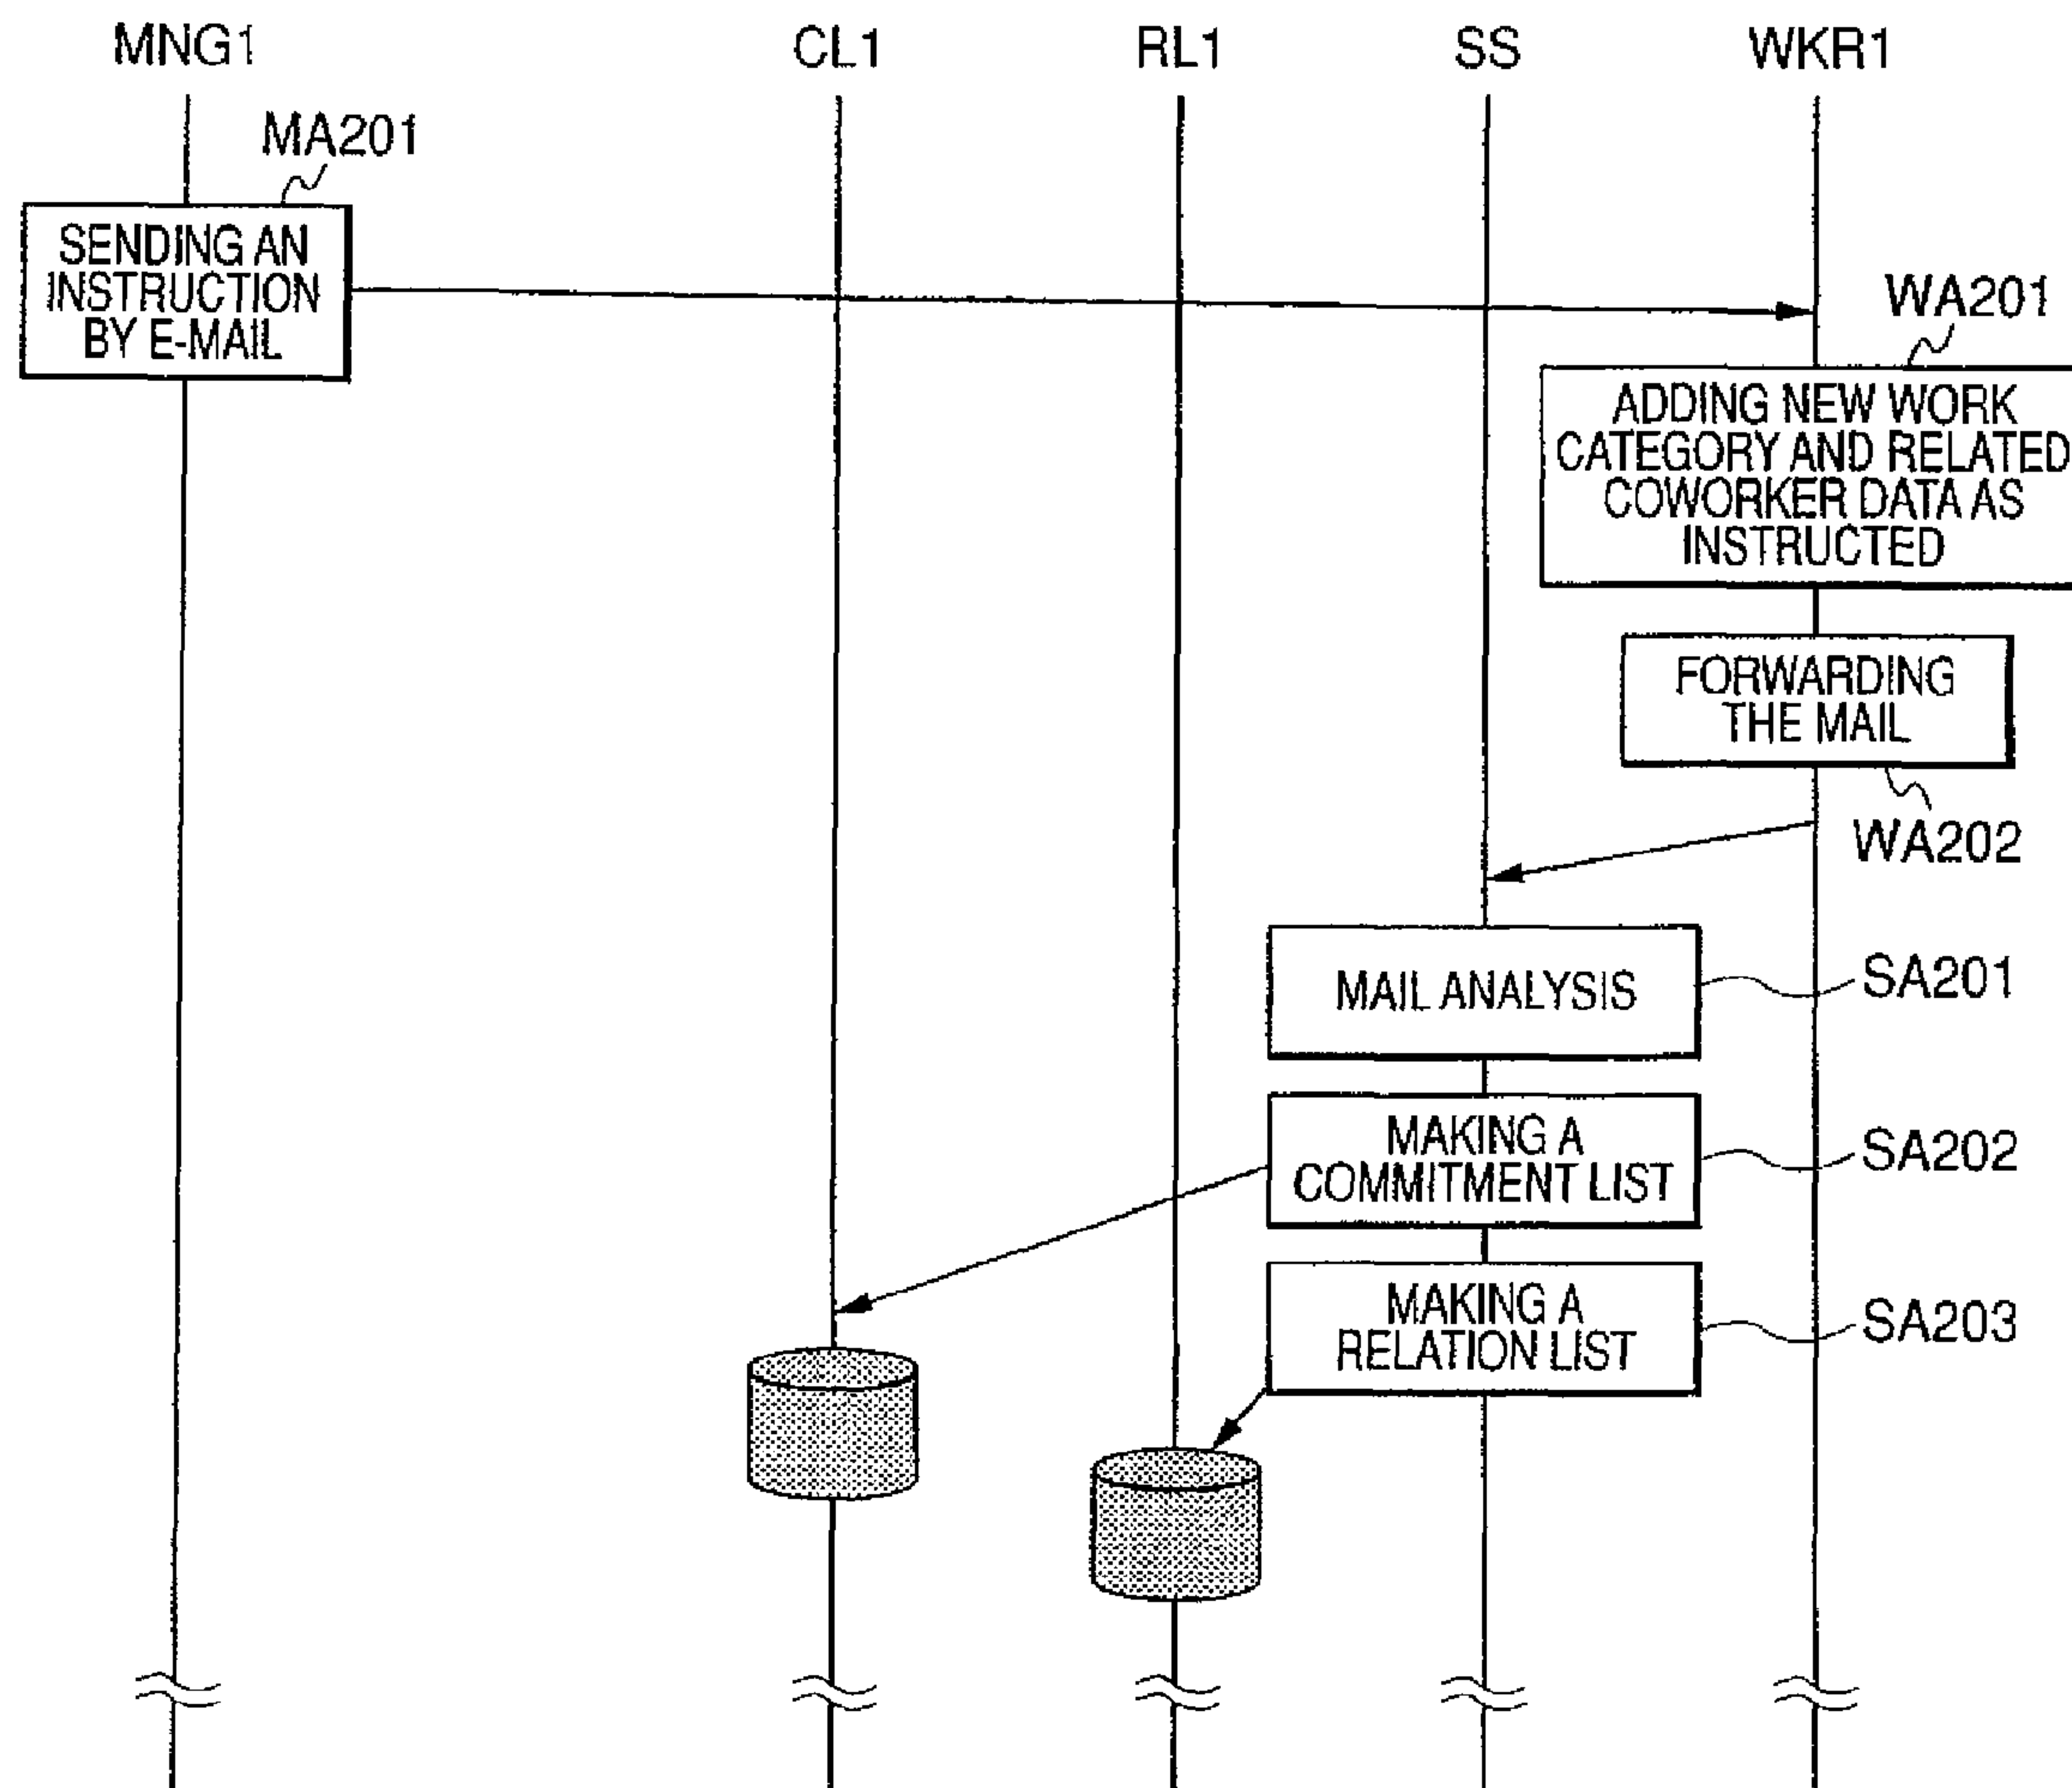 MNG1
CL1
RL1
SS
WKR1
MA201
SENDING AN
INSTRUCTION
BY E-MAIL
WA201
ADDING NEW WORK
CATEGORY AND RELATED
COWORKER DATA AS
INSTRUCTED
FORWARDING
THE MAIL
WA202
MAIL ANALYSIS
SA201
MAKING A
COMMITMENT LIST
SA202
MAKING A
RELATION LIST
SA203